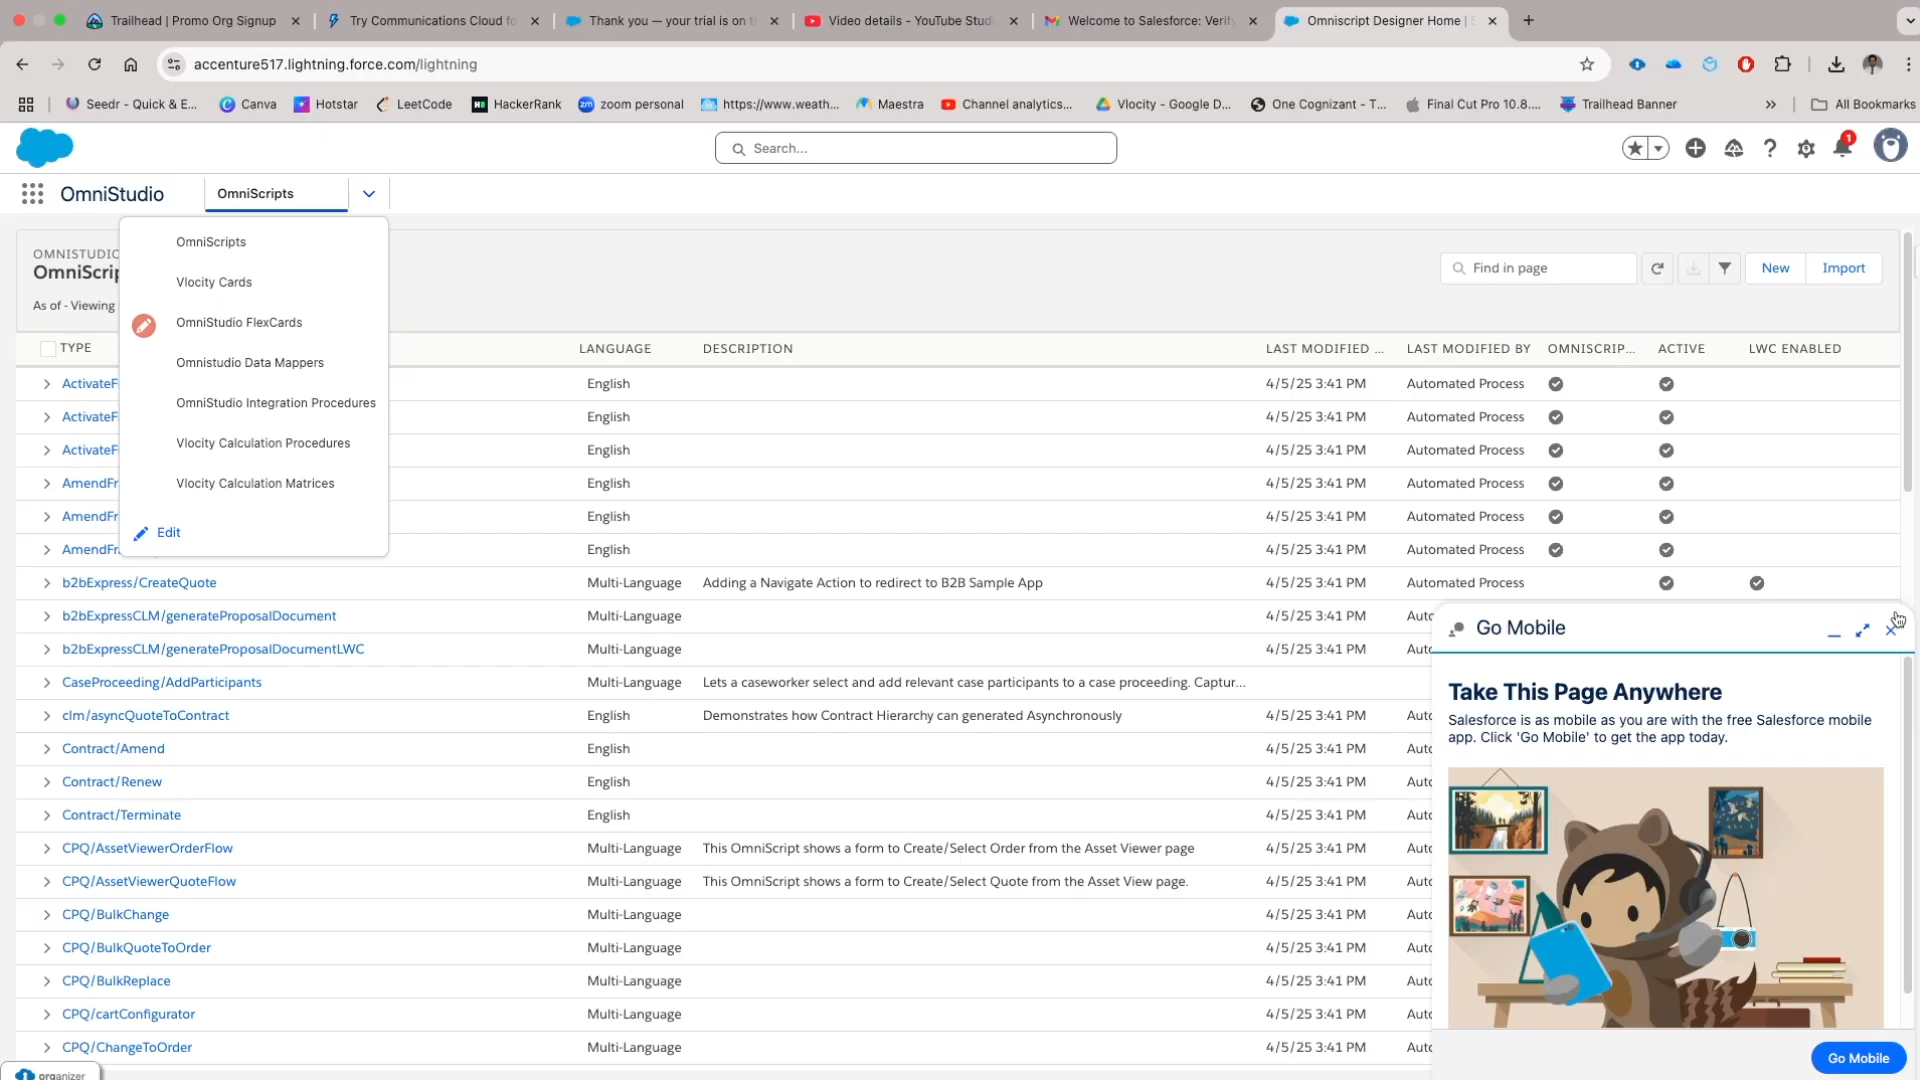 Trailhead | Promo Org Signup
Try Communications Cloud fo
Thank you — your trial is on t
Video details - YouTube Studi
Welcome to Salesforce: Verify
Omniscript Designer Home | S
accenture517.lightning.force.com/lightning
Seedr - Quick & E...
Canva
Hotstar
LeetCode
HackerRank
zoom personal
https://www.weath...
Maestra
Channel analytics...
Vlocity - Google D...
One Cognizant - T...
Final Cut Pro 10.8....
Trailhead Banner
All Bookmarks
Search...
1
OmniStudio
OmniScripts
OmniScripts
Vlocity Cards
OmniStudio FlexCards
Omnistudio Data Mappers
OmniStudio Integration Procedures
Vlocity Calculation Procedures
Vlocity Calculation Matrices
Edit
OMNISTUDIO
OmniScrip
As of - Viewing
Find in page
New
Import
TYPE LANGUAGE DESCRIPTION LAST MODIFIED ... LAST MODIFIED BY OMNISCRIP... ACTIVE LWC ENABLED
ActivateF English 4/5/25 3:41 PM Automated Process
ActivateF English 4/5/25 3:41 PM Automated Process
ActivateF English 4/5/25 3:41 PM Automated Process
AmendFr English 4/5/25 3:41 PM Automated Process
AmendFr English 4/5/25 3:41 PM Automated Process
AmendFr English 4/5/25 3:41 PM Automated Process
b2bExpress/CreateQuote Multi-Language Adding a Navigate Action to redirect to B2B Sample App 4/5/25 3:41 PM Automated Process
b2bExpressCLM/generateProposalDocument Multi-Language 4/5/25 3:41 PM Auto
b2bExpressCLM/generateProposalDocumentLWC Multi-Language 4/5/25 3:41 PM Auto
CaseProceeding/AddParticipants Multi-Language Lets a caseworker select and add relevant case participants to a case proceeding. Captur...
clm/asyncQuoteToContract English Demonstrates how Contract Hierarchy can generated Asynchronously 4/5/25 3:41 PM Auto
Contract/Amend English 4/5/25 3:41 PM Auto
Contract/Renew English 4/5/25 3:41 PM Auto
Contract/Terminate English 4/5/25 3:41 PM Auto
CPQ/AssetViewerOrderFlow Multi-Language This OmniScript shows a form to Create/Select Order from the Asset Viewer page 4/5/25 3:41 PM Auto
CPQ/AssetViewerQuoteFlow Multi-Language This OmniScript shows a form to Create/Select Quote from the Asset View page. 4/5/25 3:41 PM Auto
CPQ/BulkChange Multi-Language 4/5/25 3:41 PM Auto
CPQ/BulkQuoteToOrder Multi-Language 4/5/25 3:41 PM Auto
CPQ/BulkReplace Multi-Language 4/5/25 3:41 PM Auto
CPQ/cartConfigurator Multi-Language 4/5/25 3:41 PM Auto
CPQ/ChangeToOrder Multi-Language 4/5/25 3:41 PM Auto
Go Mobile
Take This Page Anywhere
Salesforce is as mobile as you are with the free Salesforce mobile
app. Click 'Go Mobile' to get the app today.
Go Mobile
organizer